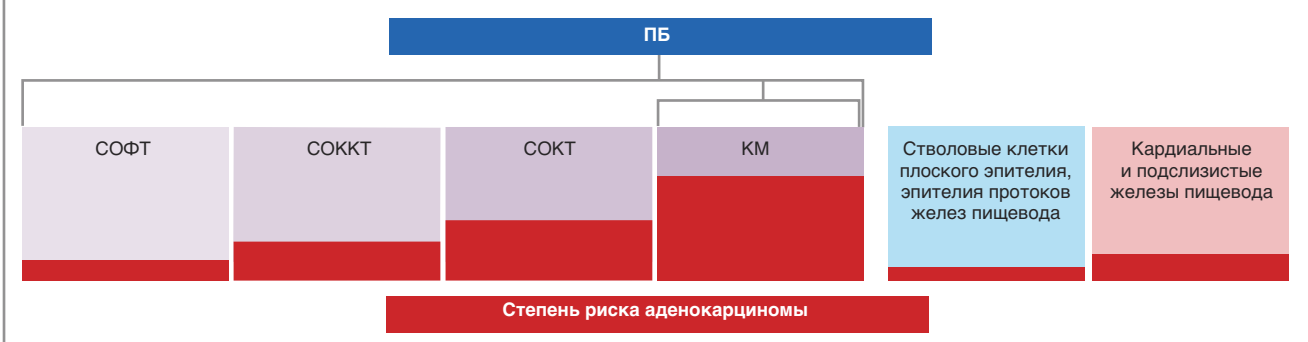 ПБ
СОФТ
СОККТ
СОКТ
КМ
Стволовые клетки
плоского эпителия,
эпителия протоков
желез пищевода
Кардиальные
и подслизистые
железы пищевода
Степень риска аденокарциномы